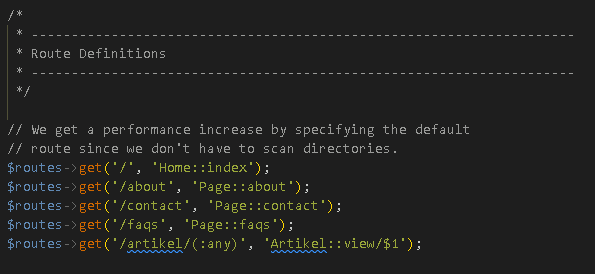 /*
 * --------------------------------------------------------------------
 * Route Definitions
 * --------------------------------------------------------------------
 */
// We get a performance increase by specifying the default
// route since we don't have to scan directories.
$routes->get('/', 'Home::index');
$routes->get('/about', 'Page::about');
$routes->get('/contact', 'Page::contact');
$routes->get('/faqs', 'Page::faqs');
$routes->get('/artikel/(:any)', 'Artikel::view/$1');